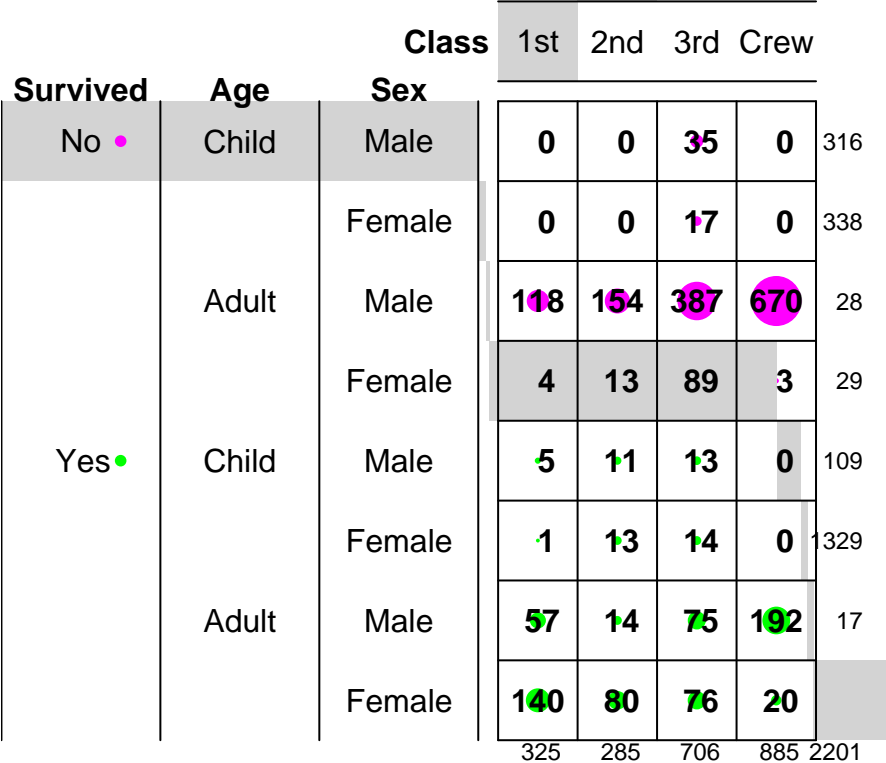 Class 1st 2nd 3rd Crew
Survived Age Sex
No Child Male 0 0 35 0 316
Female 0 0 17 0 338
Adult Male 118 154 387 670 28
Female 4 13 89 3 29
Yes Child Male 5 11 13 0 109
Female 1 13 14 0 1329
Adult Male 57 14 75 192 17
Female 140 80 76 20
325 285 706 885 2201